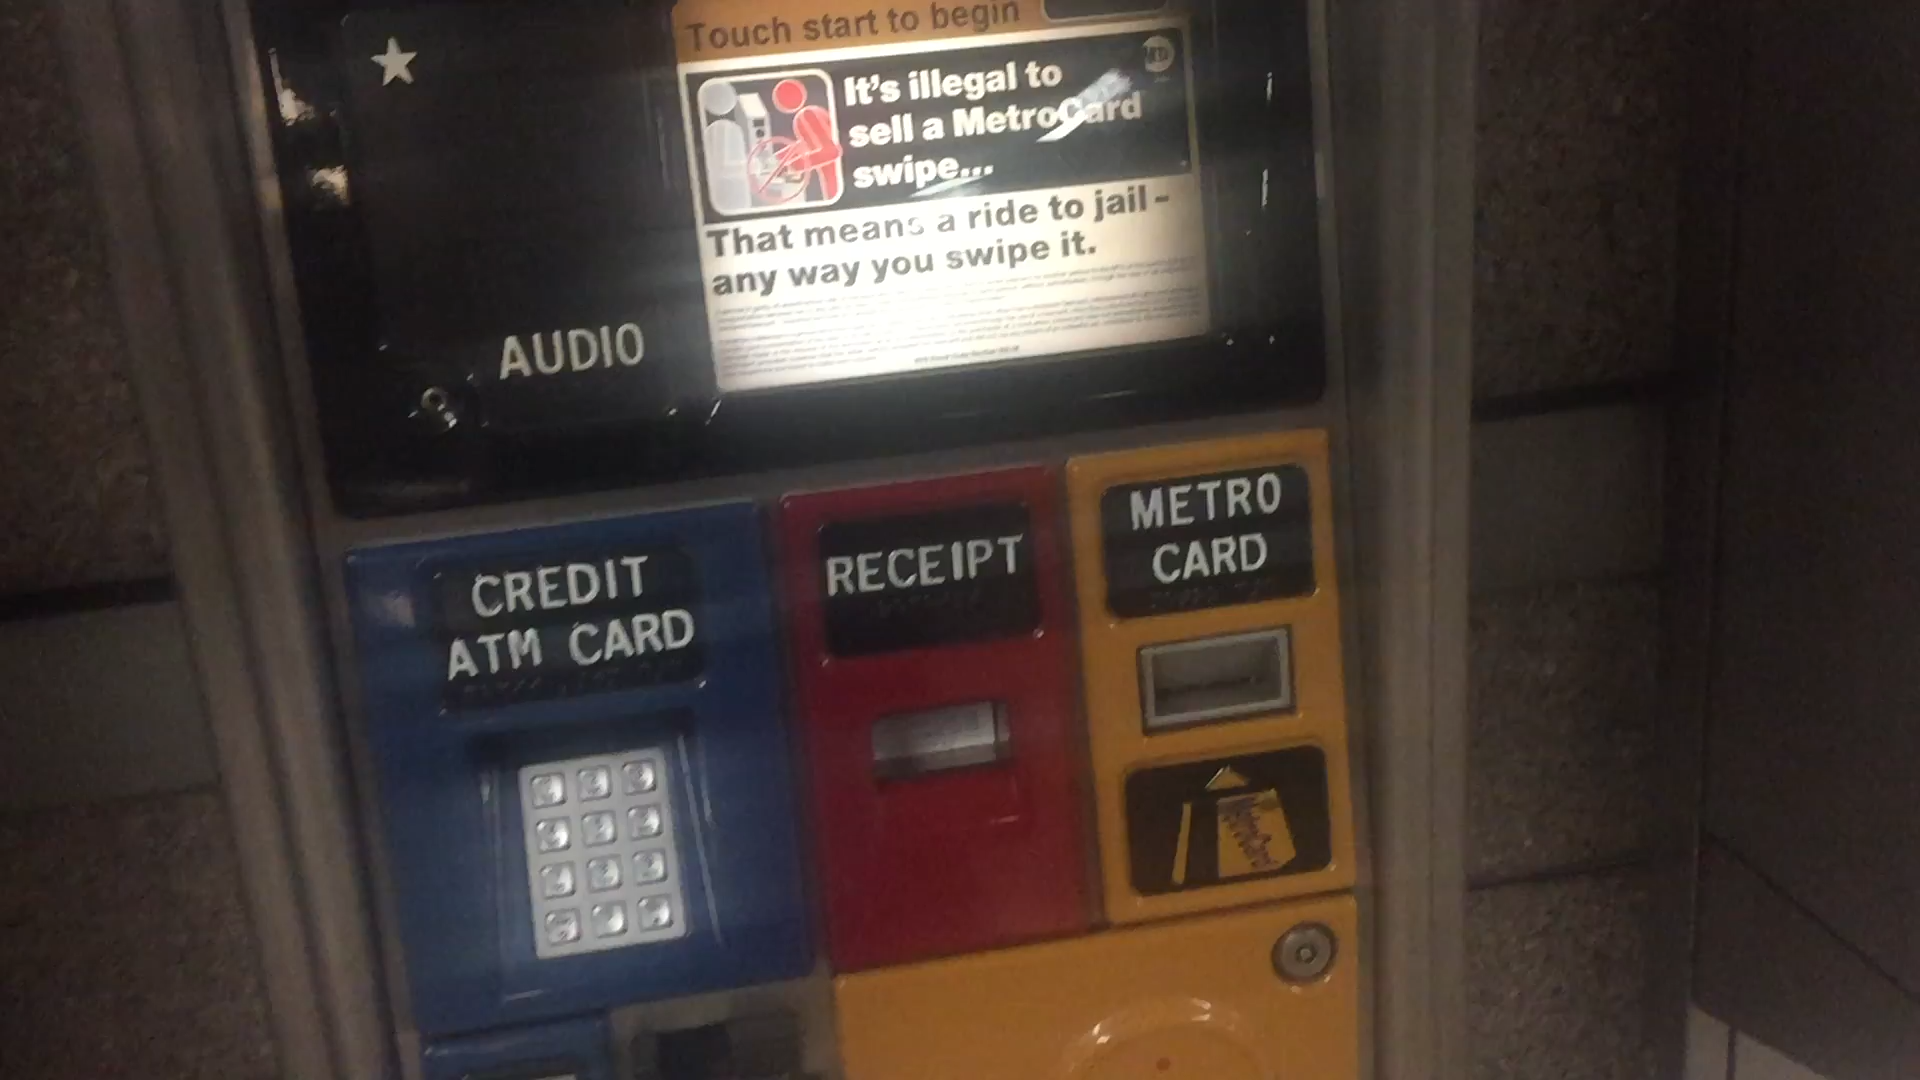 Touch start to begin
It's illegal to
sell a MetroCard
swipe...
That means a ride to jail -
any way you swipe it.
AUDIO
CREDIT
ATM CARD
RECEIPT
METRO
CARD
MetroCard